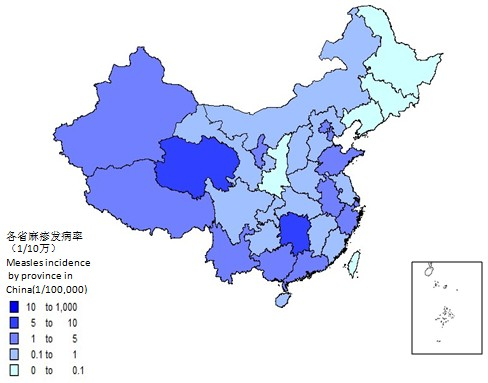 各省麻疹发病率
（1/10万）
Measles incidence
by province in
China(1/100,000)
10 to 1,000
5 to 10
1 to 5
0.1 to 1
0 to 0.1